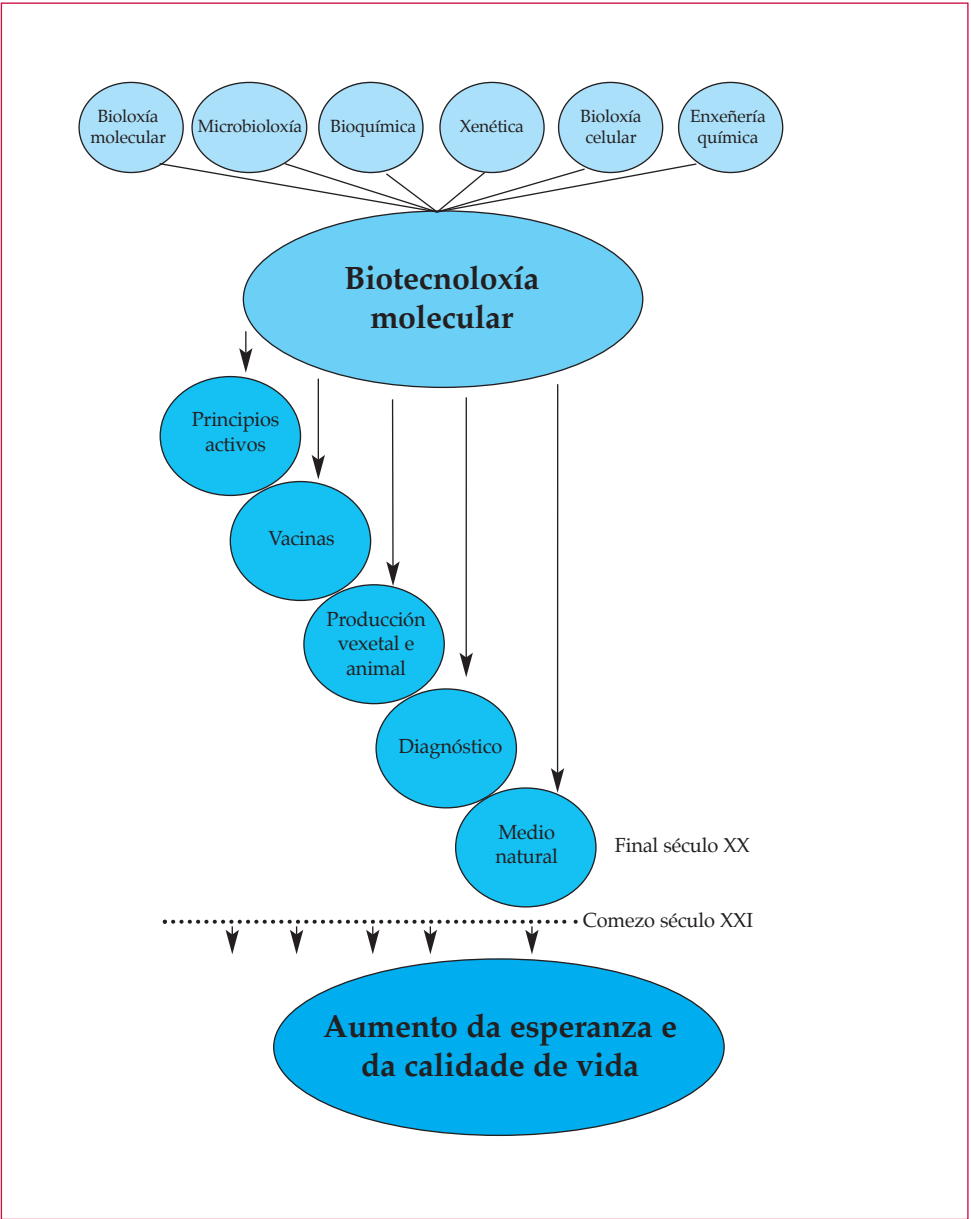 Bioloxía
molecular
Microbioloxía
Bioquímica
Xenética
Bioloxía
celular
Enxeñería
química
Biotecnoloxía
molecular
Principios
activos
Vacinas
Producción
vexetal e
animal
Diagnóstico
Medio
natural
Final século XX
Comezo século XXI
Aumento da esperanza e
da calidade de vida